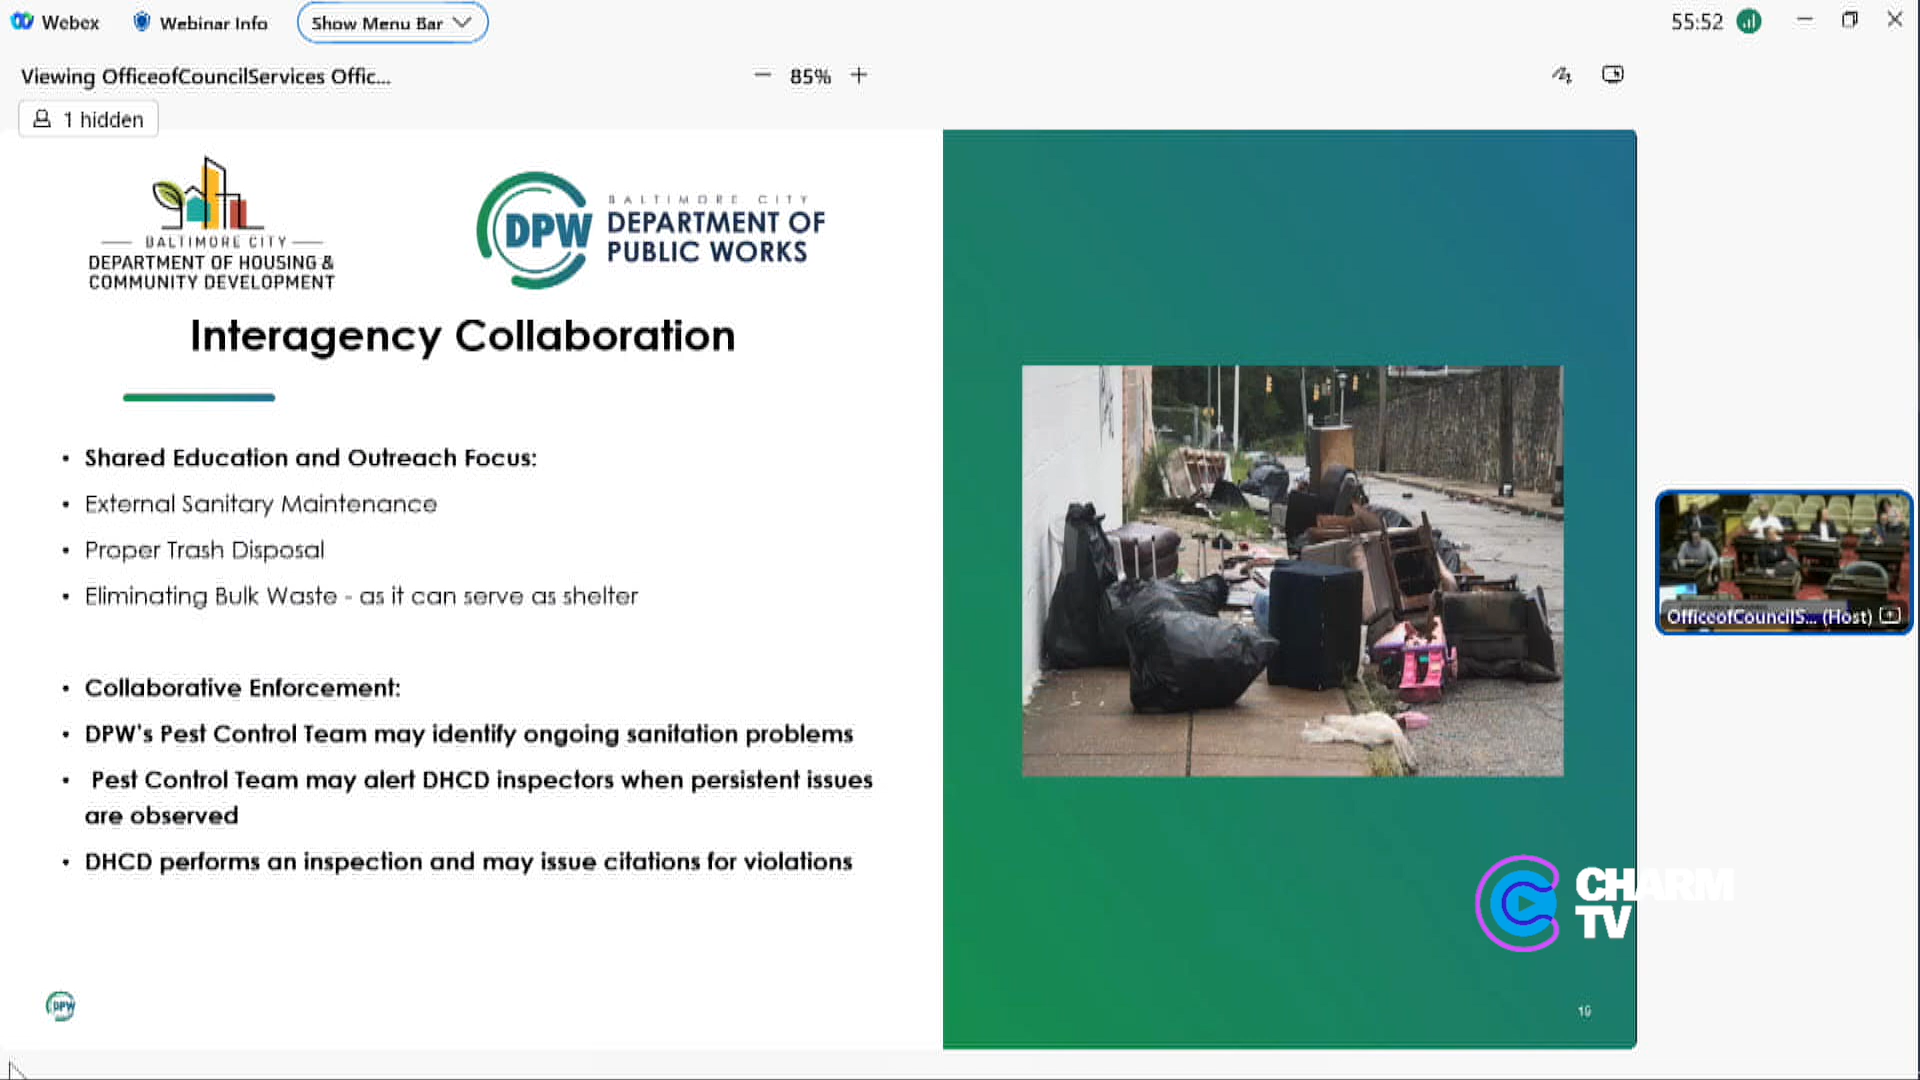 Webex
Webinar Info
Show Menu Bar
55:52
Viewing OfficeofCouncilServices Offic...
85%
1 hidden
BALTIMORE CITY
DEPARTMENT OF HOUSING &
COMMUNITY DEVELOPMENT
DPW
BALTIMORE CITY
DEPARTMENT OF
PUBLIC WORKS
Interagency Collaboration
• Shared Education and Outreach Focus:
• External Sanitary Maintenance
• Proper Trash Disposal
• Eliminating Bulk Waste - as it can serve as shelter
• Collaborative Enforcement:
• DPW's Pest Control Team may identify ongoing sanitation problems
• Pest Control Team may alert DHCD inspectors when persistent issues
are observed
• DHCD performs an inspection and may issue citations for violations
OfficeofCouncilS... (Host)
CHARM
TV
DPW